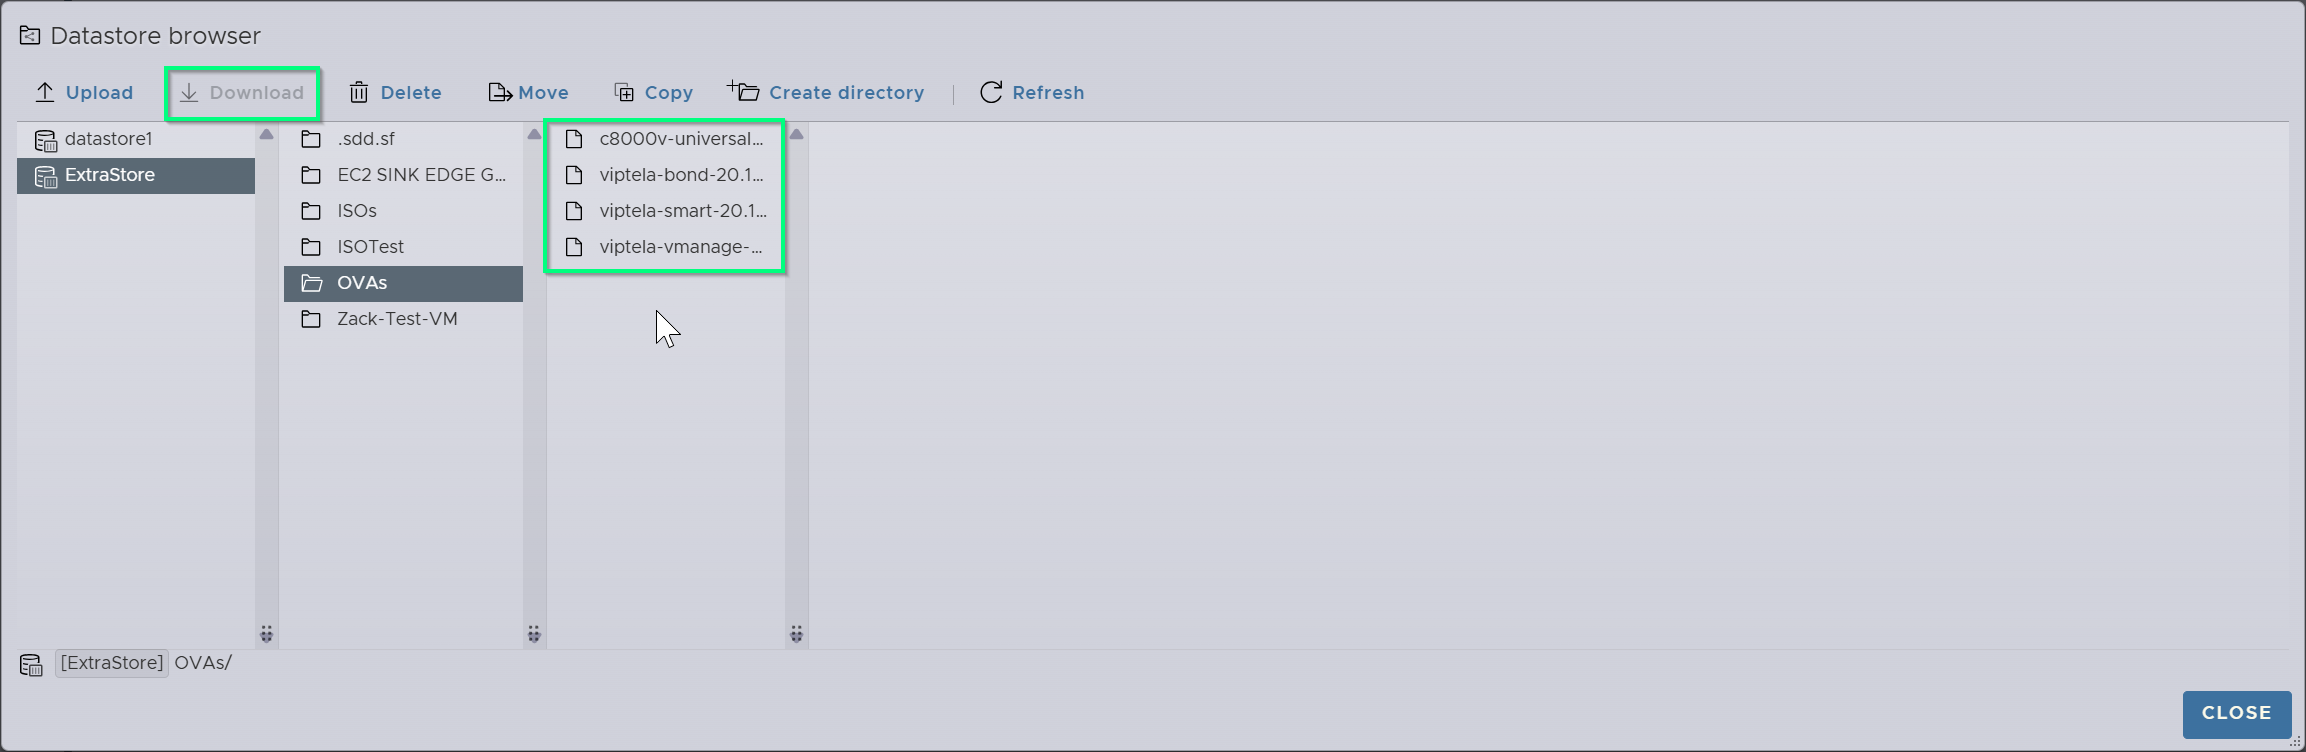 Datastore browser
Upload Download Delete Move Copy Create directory Refresh
datastore1
ExtraStore
.sdd.sf
EC2 SINK EDGE G...
ISOs
ISOTest
OVAs
Zack-Test-VM
c8000v-universal...
viptela-bond-20.1...
viptela-smart-20.1...
viptela-vmanage-...
[ExtraStore] OVAs/
CLOSE